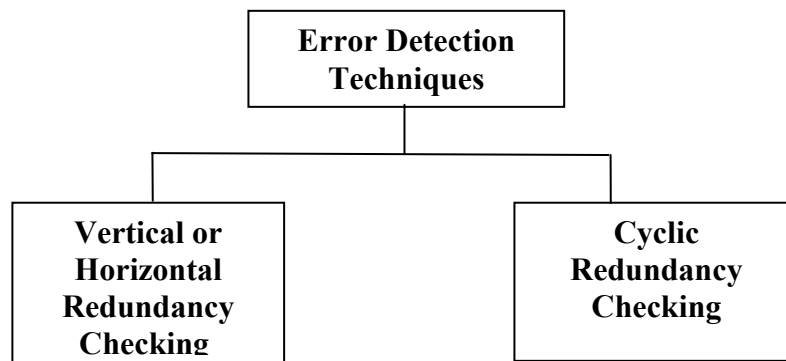 Error Detection
Techniques
Vertical or
Horizontal
Redundancy
Checking
Cyclic
Redundancy
Checking